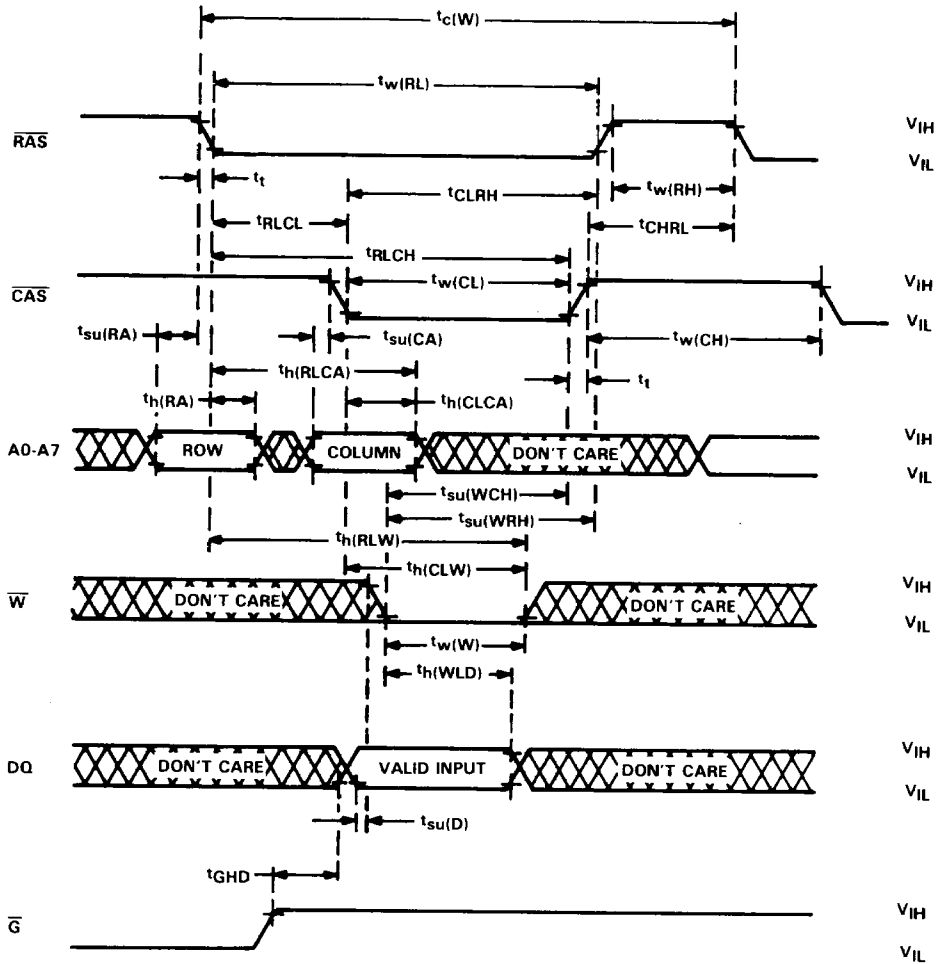 tc(W)
tw(RL)
RAS
VIH
VIL
tt
tCLRH
tw(RH)
tRLCL
tCHRL
tRLCH
CAS
tw(CL)
VIH
VIL
tsu(RA)
tsu(CA)
tw(CH)
th(RLCA)
tt
th(RA)
th(CLCA)
A0-A7
ROW
COLUMN
DON'T CARE
VIH
VIL
tsu(WCH)
tsu(WRH)
th(RLW)
th(CLW)
W
DON'T CARE
DON'T CARE
VIH
VIL
tw(W)
th(WLD)
DQ
DON'T CARE
VALID INPUT
DON'T CARE
VIH
VIL
tsu(D)
tGHD
G
VIH
VIL